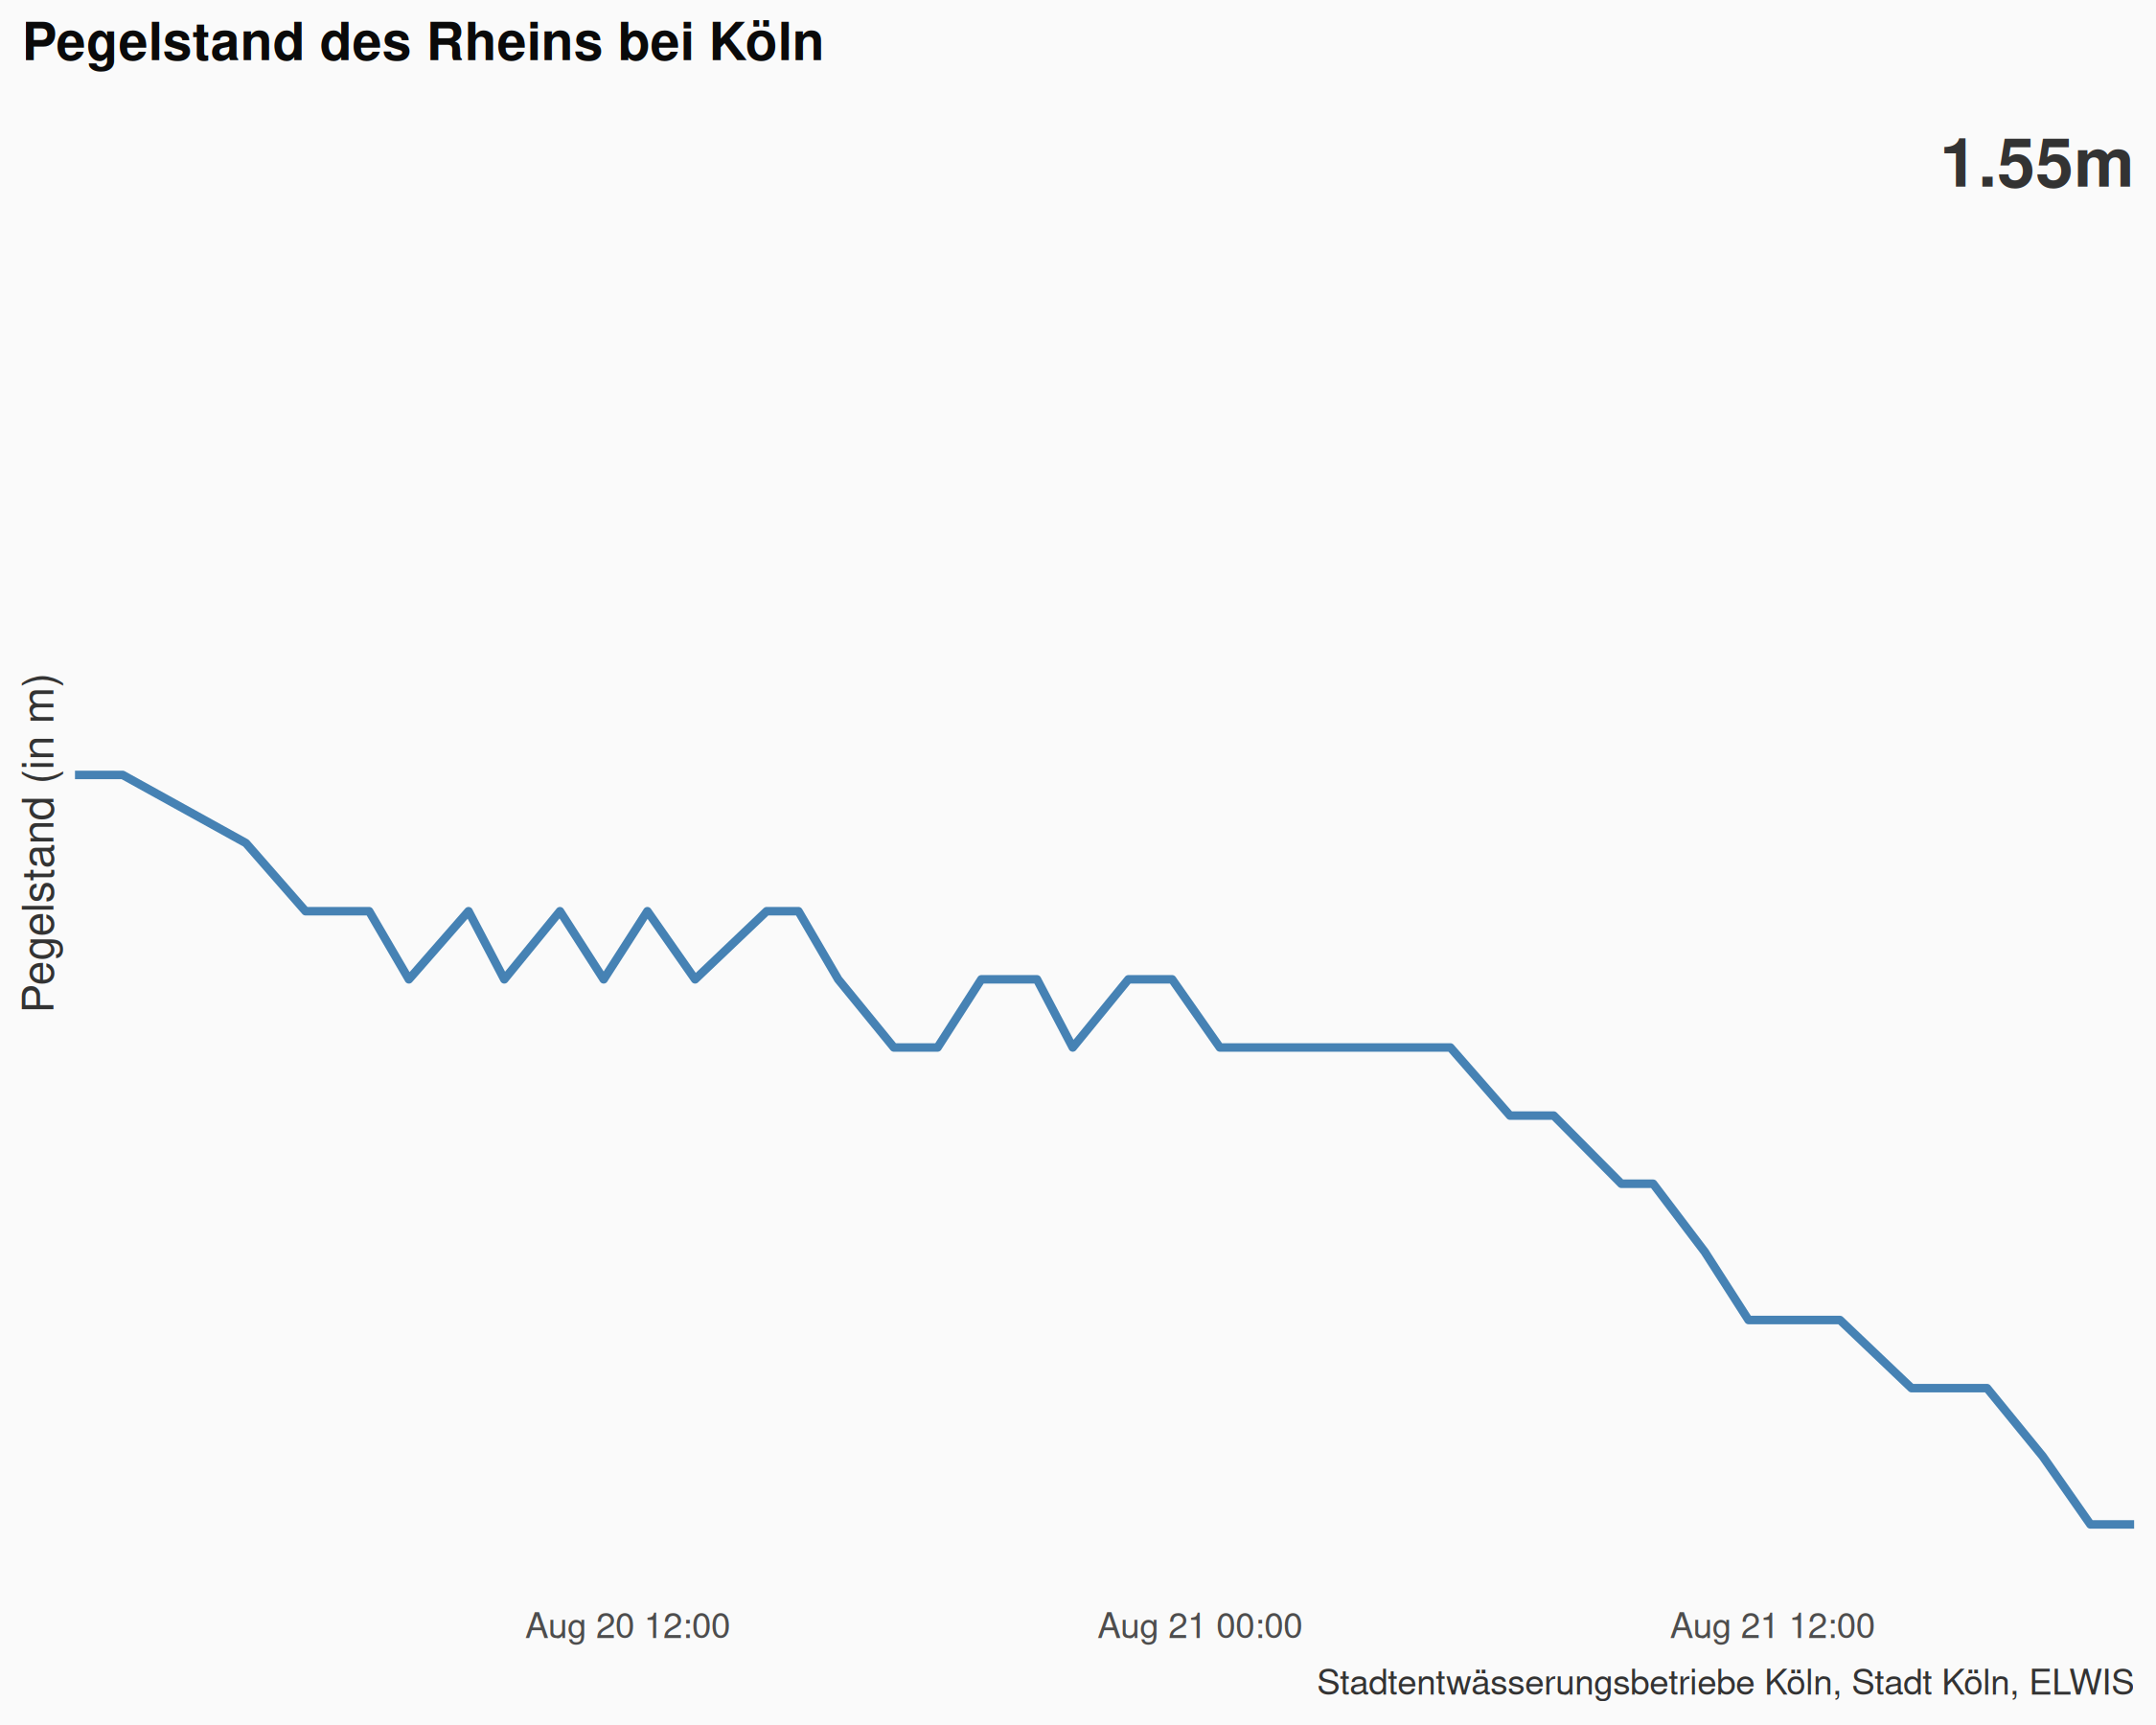 Pegelstand des Rheins bei Köln
1.55m
Pegelstand (in m)
Aug 20 12:00
Aug 21 00:00
Aug 21 12:00
Stadtentwässerungsbetriebe Köln, Stadt Köln, ELWIS